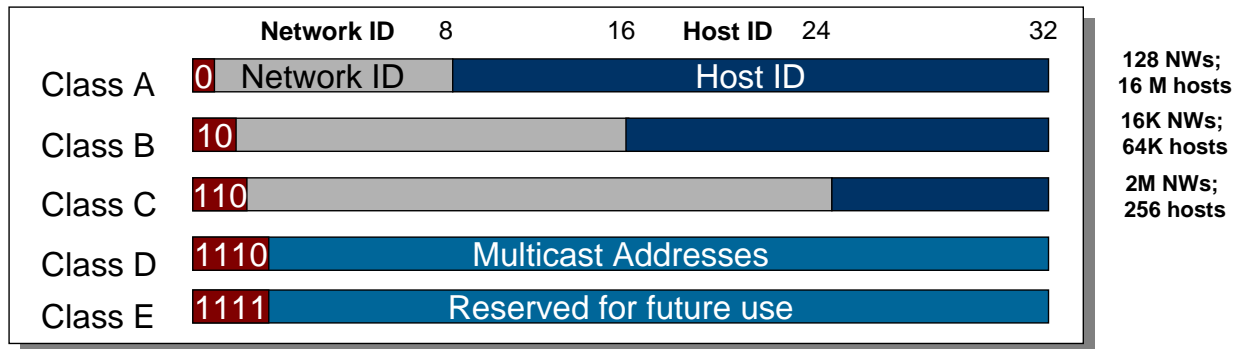 Network ID 8 16 Host ID 24 32
Class A 0 Network ID Host ID
128 NWs;
16 M hosts
Class B 10
16K NWs;
64K hosts
Class C 110
2M NWs;
256 hosts
Class D 1110 Multicast Addresses
Class E 1111 Reserved for future use